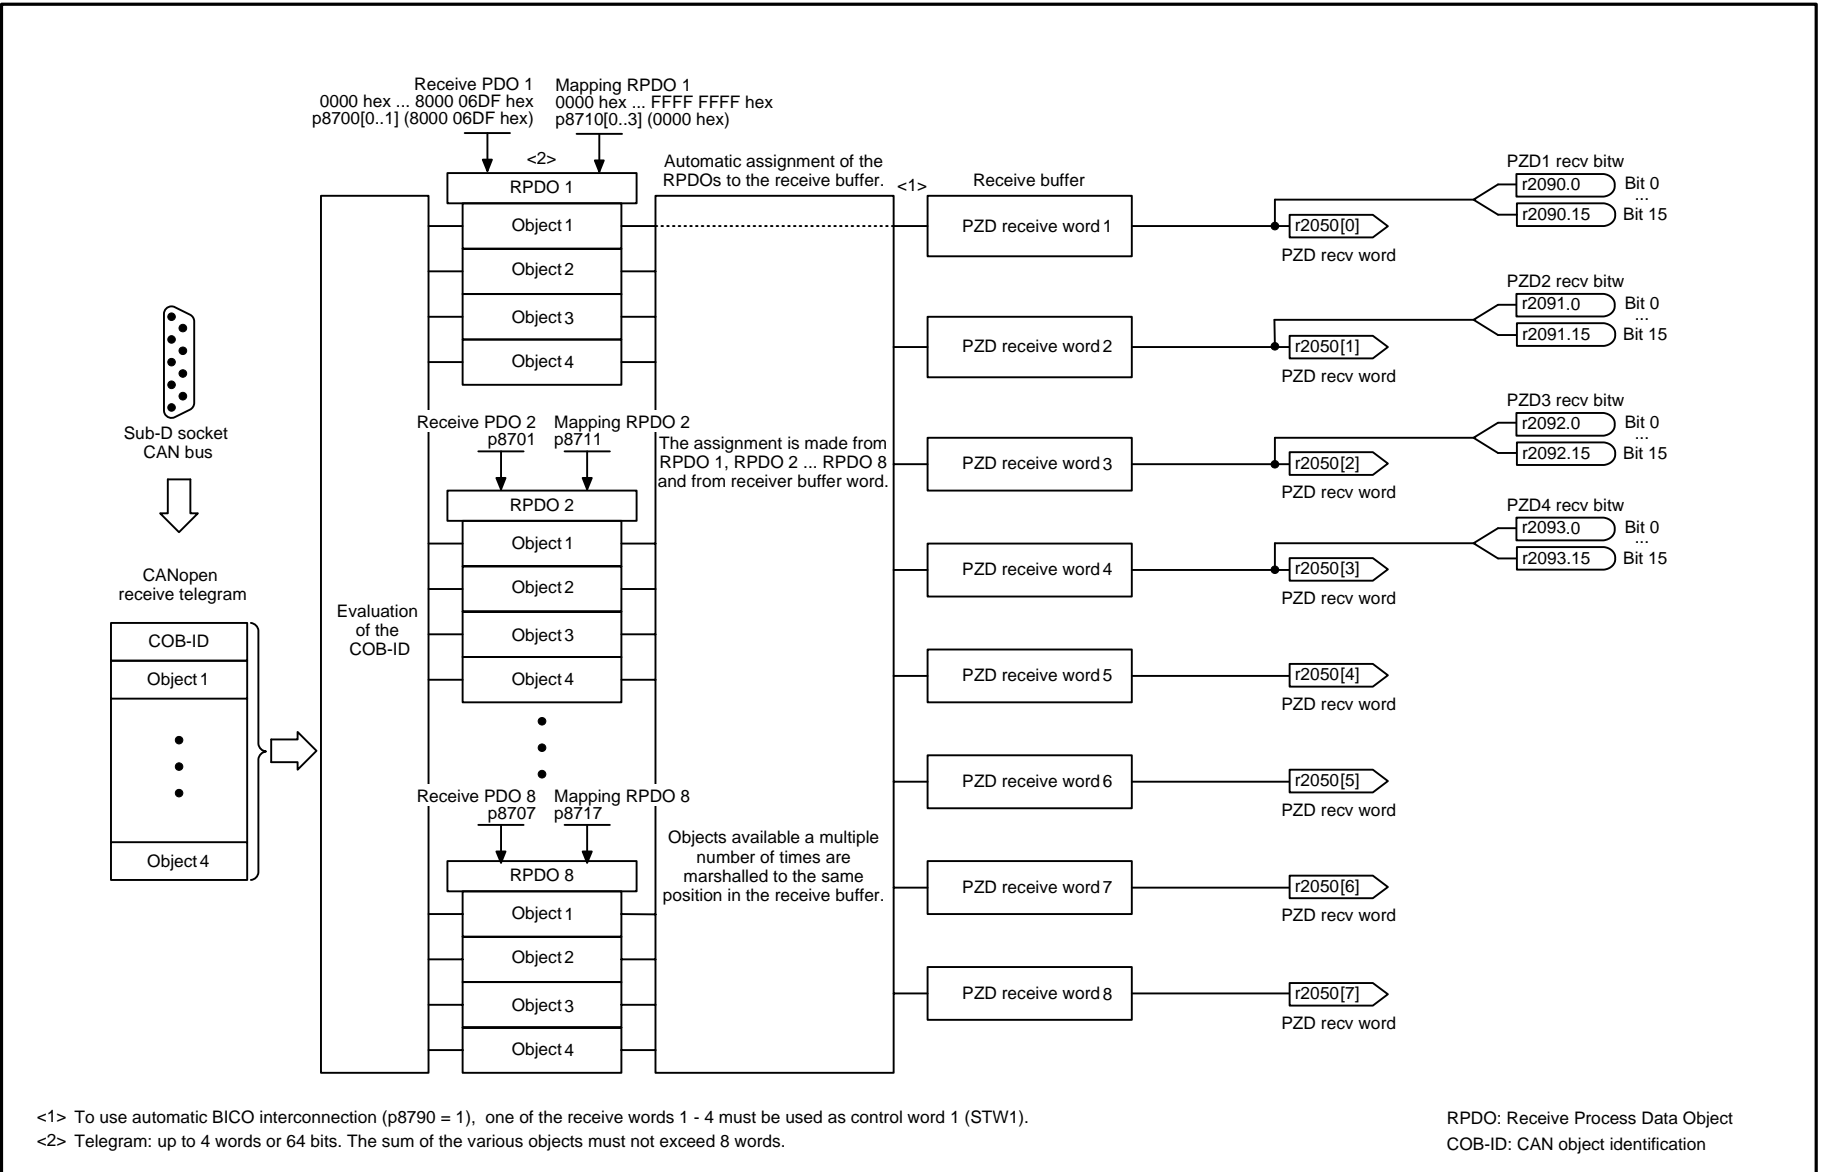 Receive PDO 1
0000 hex ... 8000 06DF hex
p8700[0..1] (8000 06DF hex)
Mapping RPDO 1
0000 hex ... FFFF FFFF hex
p8710[0..3] (0000 hex)
<2>
RPDO 1
Object 1
Object 2
Object 3
Object 4
Receive PDO 2
p8701
Mapping RPDO 2
p8711
RPDO 2
Object 1
Object 2
Object 3
Object 4
Receive PDO 8
p8707
Mapping RPDO 8
p8717
RPDO 8
Object 1
Object 2
Object 3
Object 4
Sub-D socket
CAN bus
CANopen
receive telegram
COB-ID
Object 1
Object 4
Evaluation
of the
COB-ID
Automatic assignment of the
RPDOs to the receive buffer.
The assignment is made from
RPDO 1, RPDO 2 ... RPDO 8
and from receiver buffer word.
Objects available a multiple
number of times are
marshalled to the same
position in the receive buffer.
<1>
Receive buffer
PZD receive word 1
PZD receive word 2
PZD receive word 3
PZD receive word 4
PZD receive word 5
PZD receive word 6
PZD receive word 7
PZD receive word 8
r2050[0]
PZD recv word
r2050[1]
PZD recv word
r2050[2]
PZD recv word
r2050[3]
PZD recv word
r2050[4]
PZD recv word
r2050[5]
PZD recv word
r2050[6]
PZD recv word
r2050[7]
PZD recv word
PZD1 recv bitw
r2090.0 Bit 0
...
r2090.15 Bit 15
PZD2 recv bitw
r2091.0 Bit 0
...
r2091.15 Bit 15
PZD3 recv bitw
r2092.0 Bit 0
...
r2092.15 Bit 15
PZD4 recv bitw
r2093.0 Bit 0
...
r2093.15 Bit 15
<1> To use automatic BICO interconnection (p8790 = 1), one of the receive words 1 - 4 must be used as control word 1 (STW1).
<2> Telegram: up to 4 words or 64 bits. The sum of the various objects must not exceed 8 words.
RPDO: Receive Process Data Object
COB-ID: CAN object identification